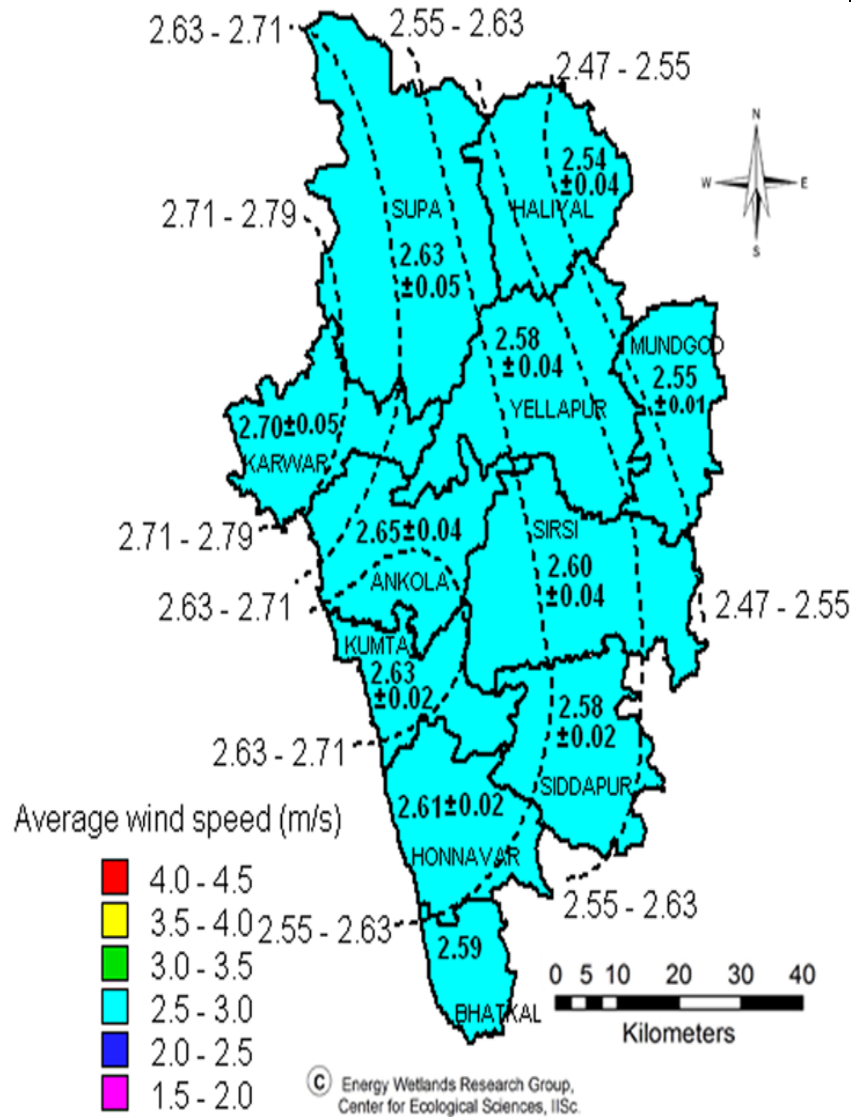 2.63 - 2.71
2.55 - 2.63
2.47 - 2.55
N
W
E
S
2.54
±0.04
HALIYAL
2.71 - 2.79
SUPA
2.63
±0.05
2.58
±0.04
YELLAPUR
MUNDGOD
2.55
±0.01
2.70±0.05
KARWAR
2.71 - 2.79
2.65±0.04
ANKOLA
SIRSI
2.60
±0.04
2.63 - 2.71
2.47 - 2.55
KUMTA
2.63
±0.02
2.58
±0.02
SIDDAPUR
2.63 - 2.71
2.61±0.02
HONNAVAR
2.55 - 2.63
2.55 - 2.63
2.59
BHATKAL
Average wind speed (m/s)
4.0 - 4.5
3.5 - 4.0
3.0 - 3.5
2.5 - 3.0
2.0 - 2.5
1.5 - 2.0
0 5 10 20 30 40
Kilometers
© Energy Wetlands Research Group,
Center for Ecological Sciences, IISc.